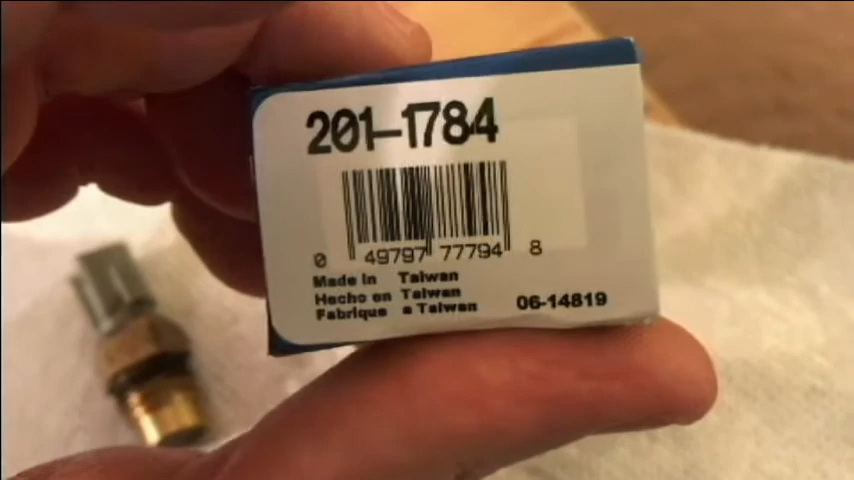 201-1784
0 49797 77794 8
Made in Taiwan
Hecho en Taiwan
Fabrique a Taiwan 06-14819